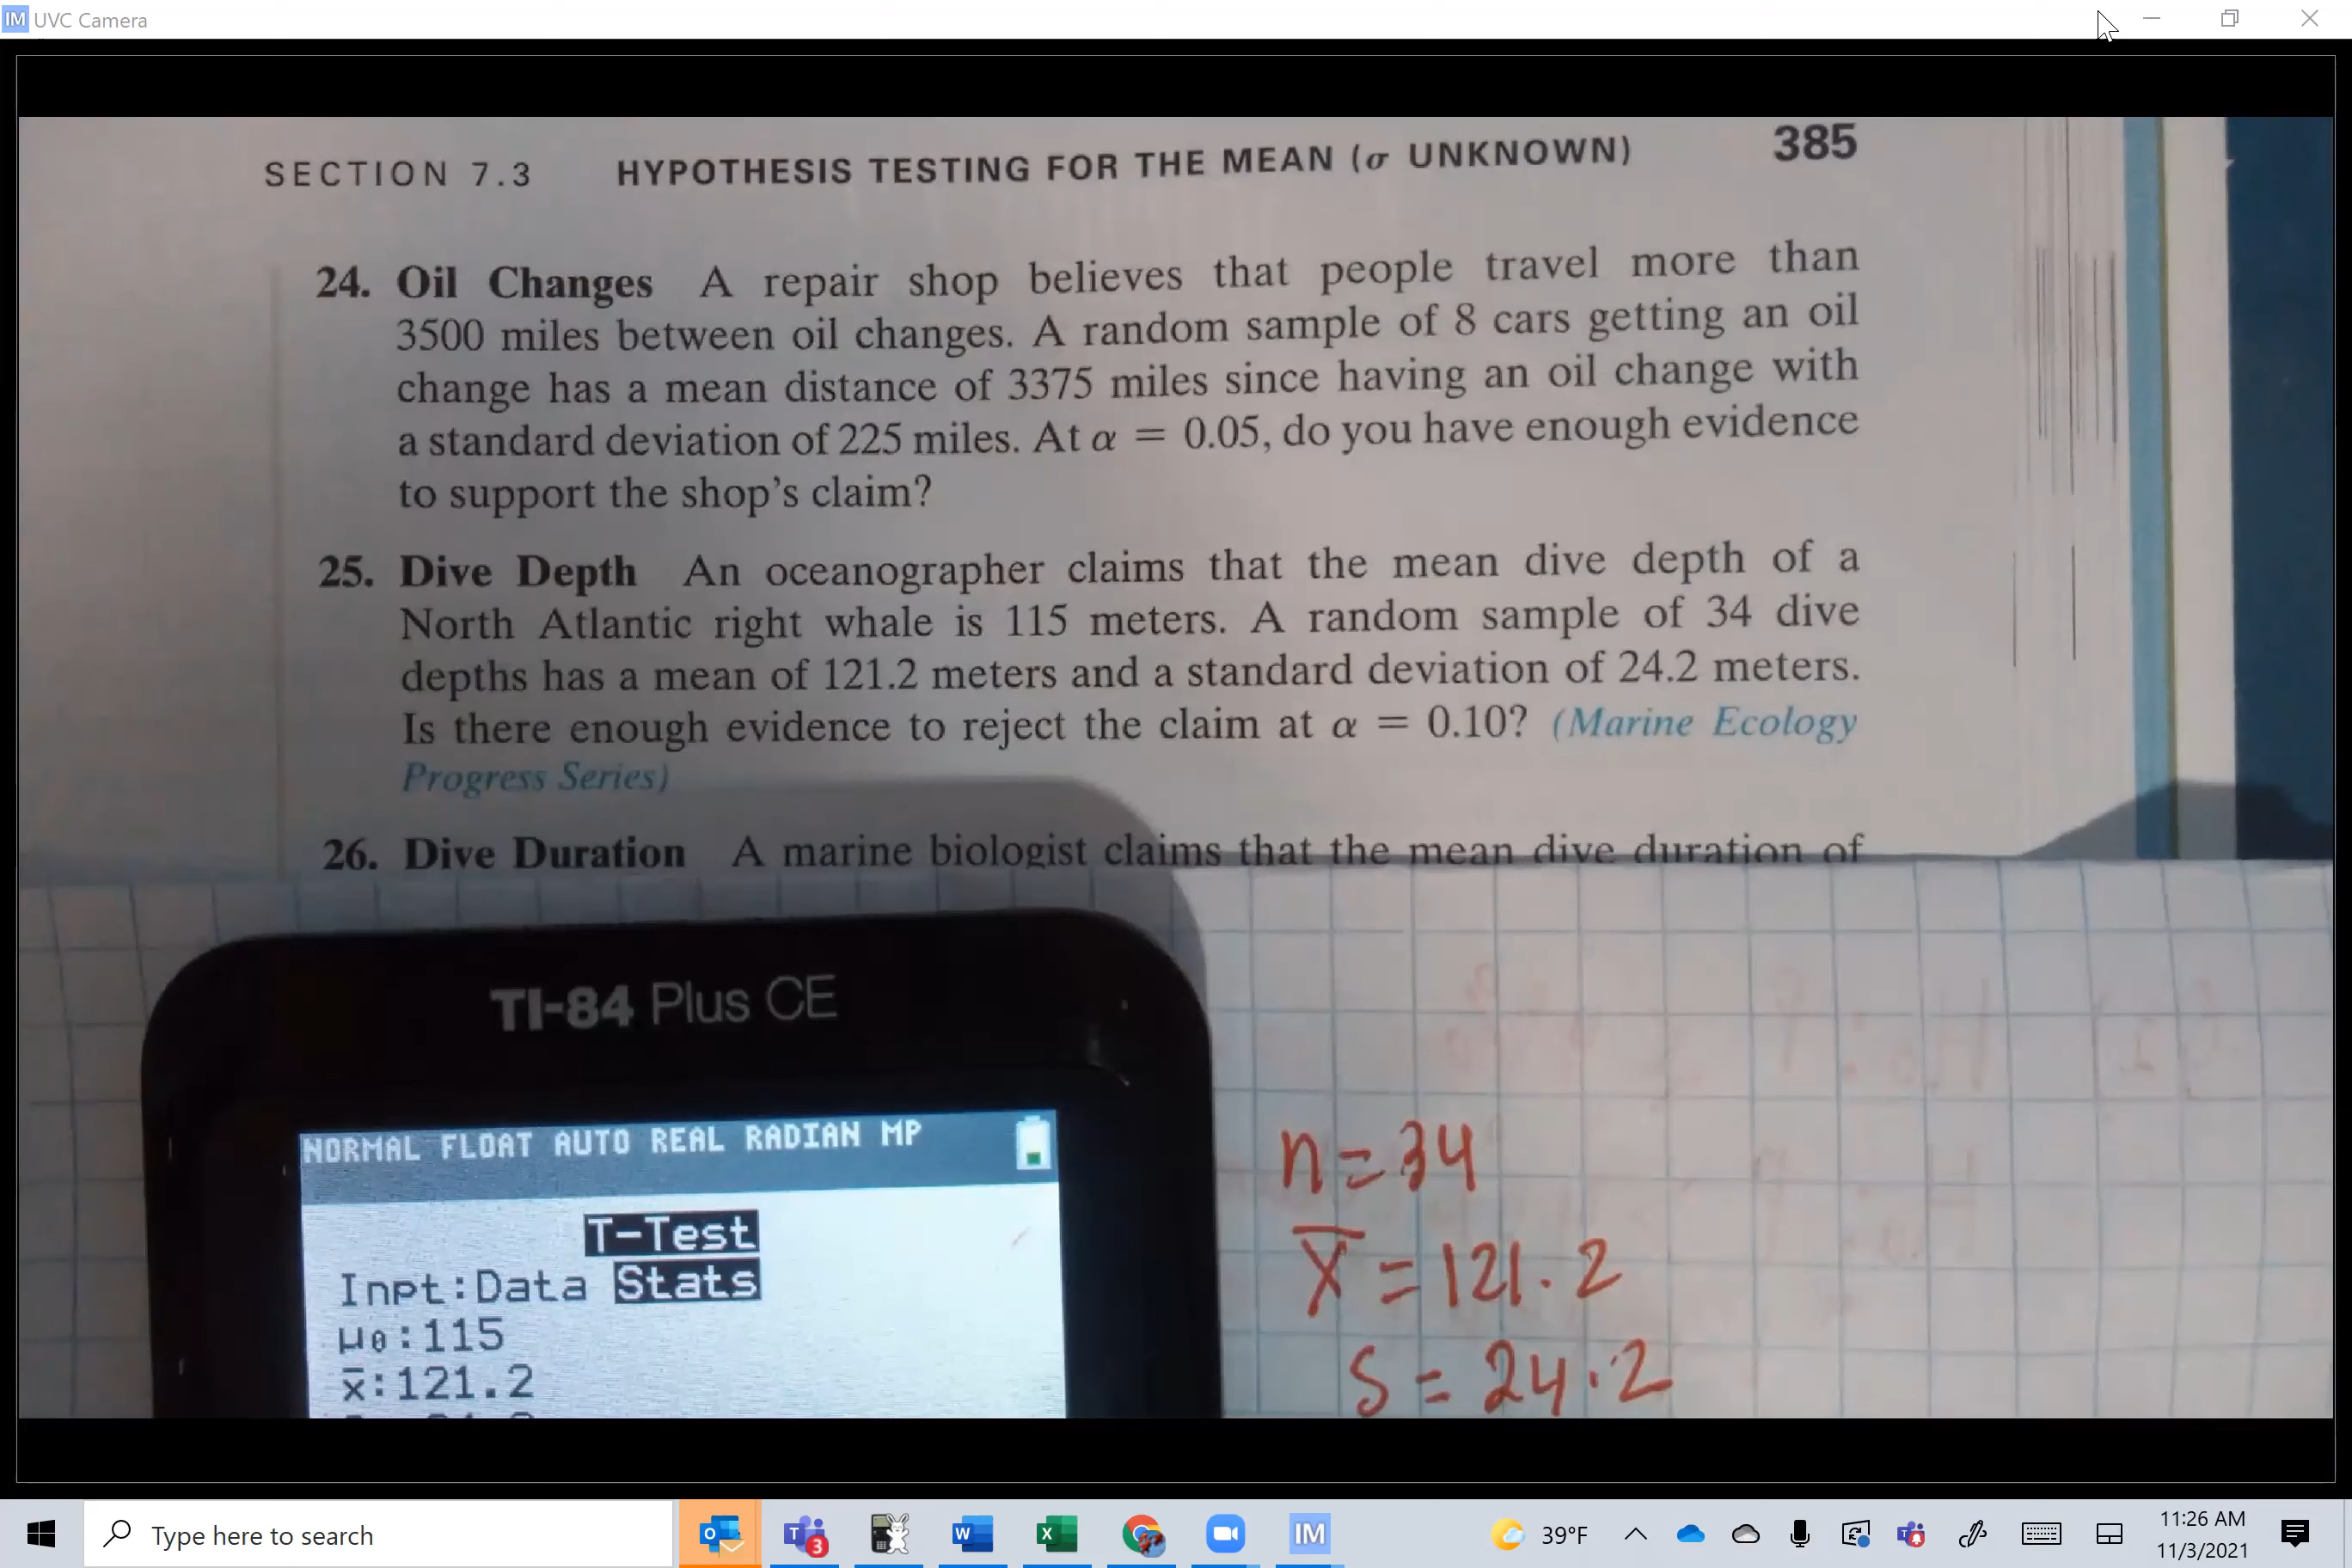 IM UVC Camera
SECTION 7.3 HYPOTHESIS TESTING FOR THE MEAN (σ UNKNOWN) 385
24. Oil Changes A repair shop believes that people travel more than
3500 miles between oil changes. A random sample of 8 cars getting an oil
change has a mean distance of 3375 miles since having an oil change with
a standard deviation of 225 miles. At α = 0.05, do you have enough evidence
to support the shop's claim?
25. Dive Depth An oceanographer claims that the mean dive depth of a
North Atlantic right whale is 115 meters. A random sample of 34 dive
depths has a mean of 121.2 meters and a standard deviation of 24.2 meters.
Is there enough evidence to reject the claim at α = 0.10? (Marine Ecology
Progress Series)
26. Dive Duration A marine biologist claims that the mean dive duration of
TI-84 Plus CE
NORMAL FLOAT AUTO REAL RADIAN MP
T-Test
Inpt:Data Stats
μ0:115
x̄:121.2
n=34
x̄=121.2
s=24.2
Type here to search
3
39°F
IM
11:26 AM
11/3/2021